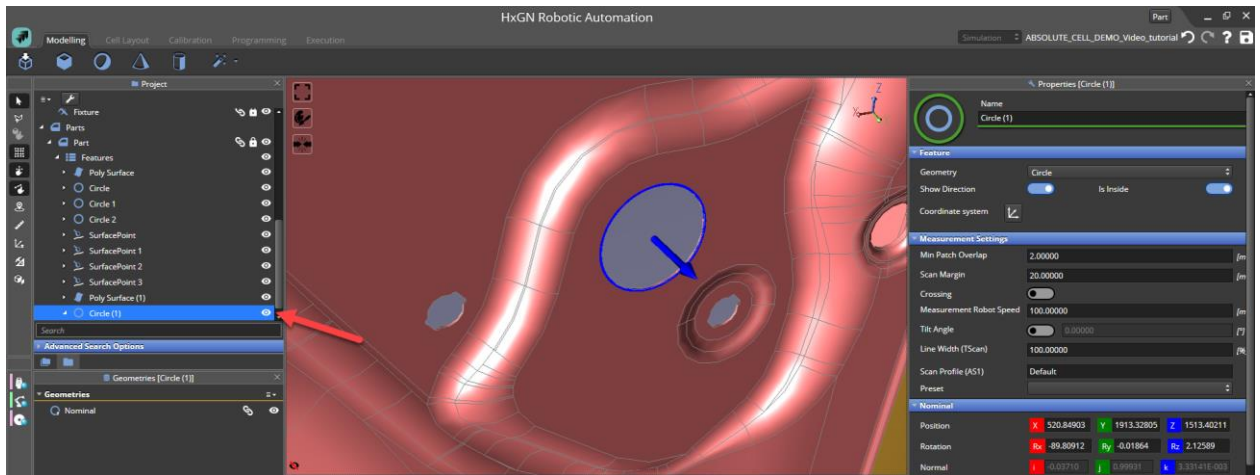 HxGN Robotic Automation
Part
Modelling Cell Layout Calibration Programming Execution
Simulation ABSOLUTE_CELL_DEMO_Video_tutorial
Project
Fixture
Parts
Part
Features
Poly Surface
Circle
Circle 1
Circle 2
SurfacePoint
SurfacePoint 1
SurfacePoint 2
SurfacePoint 3
Poly Surface (1)
Circle (1)
Search
Advanced Search Options
Geometries [Circle (1)]
Geometries
Nominal
Z
Properties [Circle (1)]
Name
Circle (1)
Feature
Geometry Circle
Show Direction Is Inside
Coordinate system
Measurement Settings
Min Patch Overlap 2.00000
Scan Margin 20.00000
Crossing
Measurement Robot Speed 100.00000
Tilt Angle 0.00000
Line Width (TScan) 100.00000
Scan Profile (AS1) Default
Preset
Nominal
Position X 520.84903 Y 1913.32805 Z 1513.40211
Rotation Rx -89.80912 Ry -0.01864 Rz 2.12589
Normal i -0.03710 j 0.99931 k 3.33141E-003